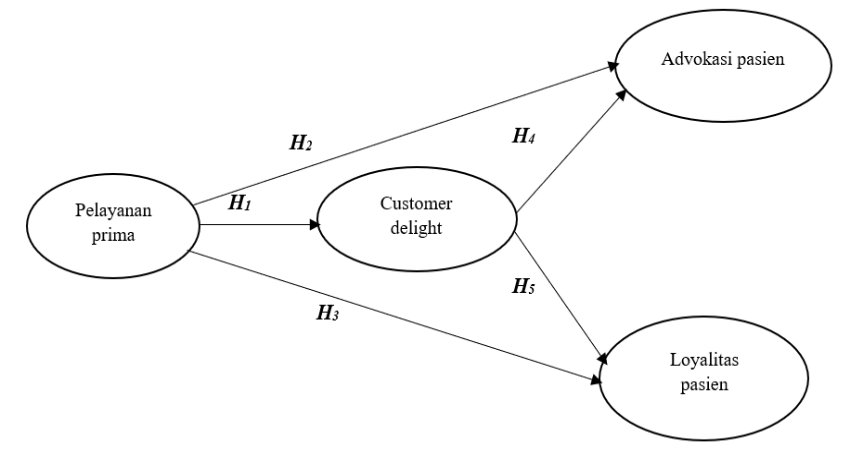 Advokasi pasien
H2
H4
Pelayanan
prima
H1
Customer
delight
H3
H5
Loyalitas
pasien